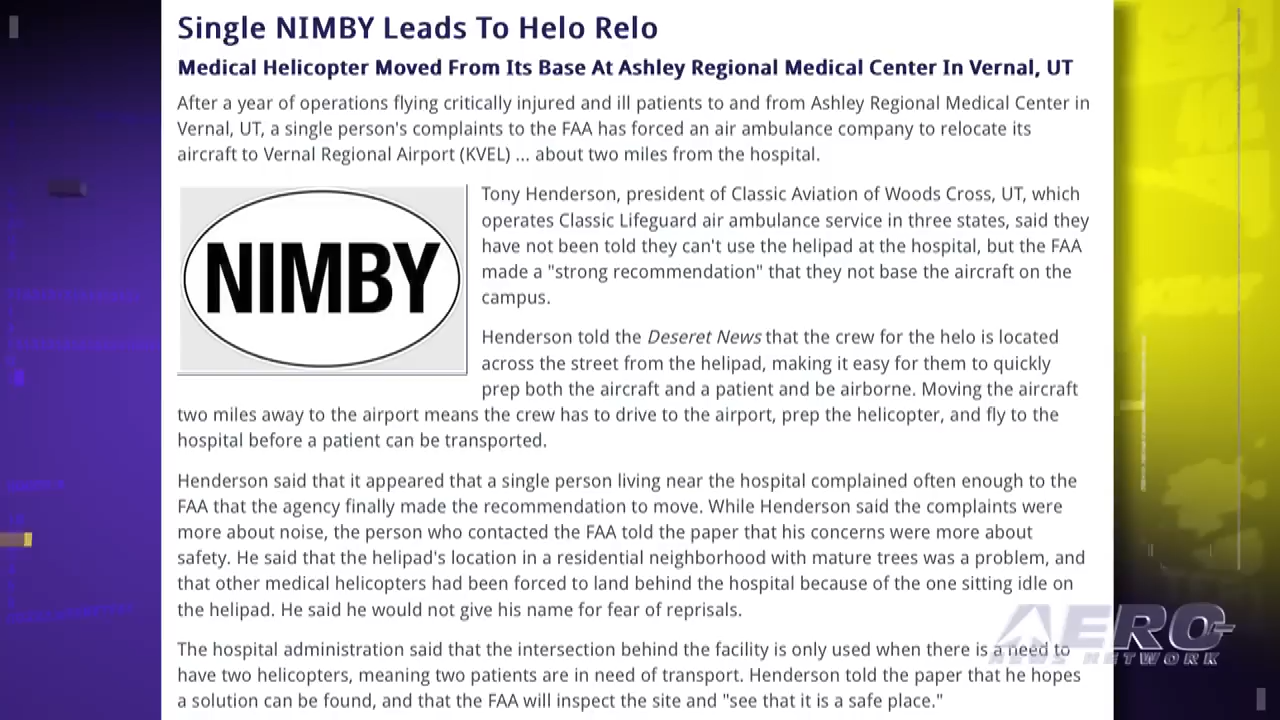 Single NIMBY Leads To Helo Relo
Medical Helicopter Moved From Its Base At Ashley Regional Medical Center In Vernal, UT
After a year of operations flying critically injured and ill patients to and from Ashley Regional Medical Center in
Vernal, UT, a single person's complaints to the FAA has forced an air ambulance company to relocate its
aircraft to Vernal Regional Airport (KVEL) ... about two miles from the hospital.
NIMBY
Tony Henderson, president of Classic Aviation of Woods Cross, UT, which
operates Classic Lifeguard air ambulance service in three states, said they
have not been told they can't use the helipad at the hospital, but the FAA
made a "strong recommendation" that they not base the aircraft on the
campus.
Henderson told the Deseret News that the crew for the helo is located
across the street from the helipad, making it easy for them to quickly
prep both the aircraft and a patient and be airborne. Moving the aircraft
two miles away to the airport means the crew has to drive to the airport, prep the helicopter, and fly to the
hospital before a patient can be transported.
Henderson said that it appeared that a single person living near the hospital complained often enough to the
FAA that the agency finally made the recommendation to move. While Henderson said the complaints were
more about noise, the person who contacted the FAA told the paper that his concerns were more about
safety. He said that the helipad's location in a residential neighborhood with mature trees was a problem, and
that other medical helicopters had been forced to land behind the hospital because of the one sitting idle on
the helipad. He said he would not give his name for fear of reprisals.
The hospital administration said that the intersection behind the facility is only used when there is a need to
have two helicopters, meaning two patients are in need of transport. Henderson told the paper that he hopes
a solution can be found, and that the FAA will inspect the site and "see that it is a safe place."
AERO-
NEWS NETWORK